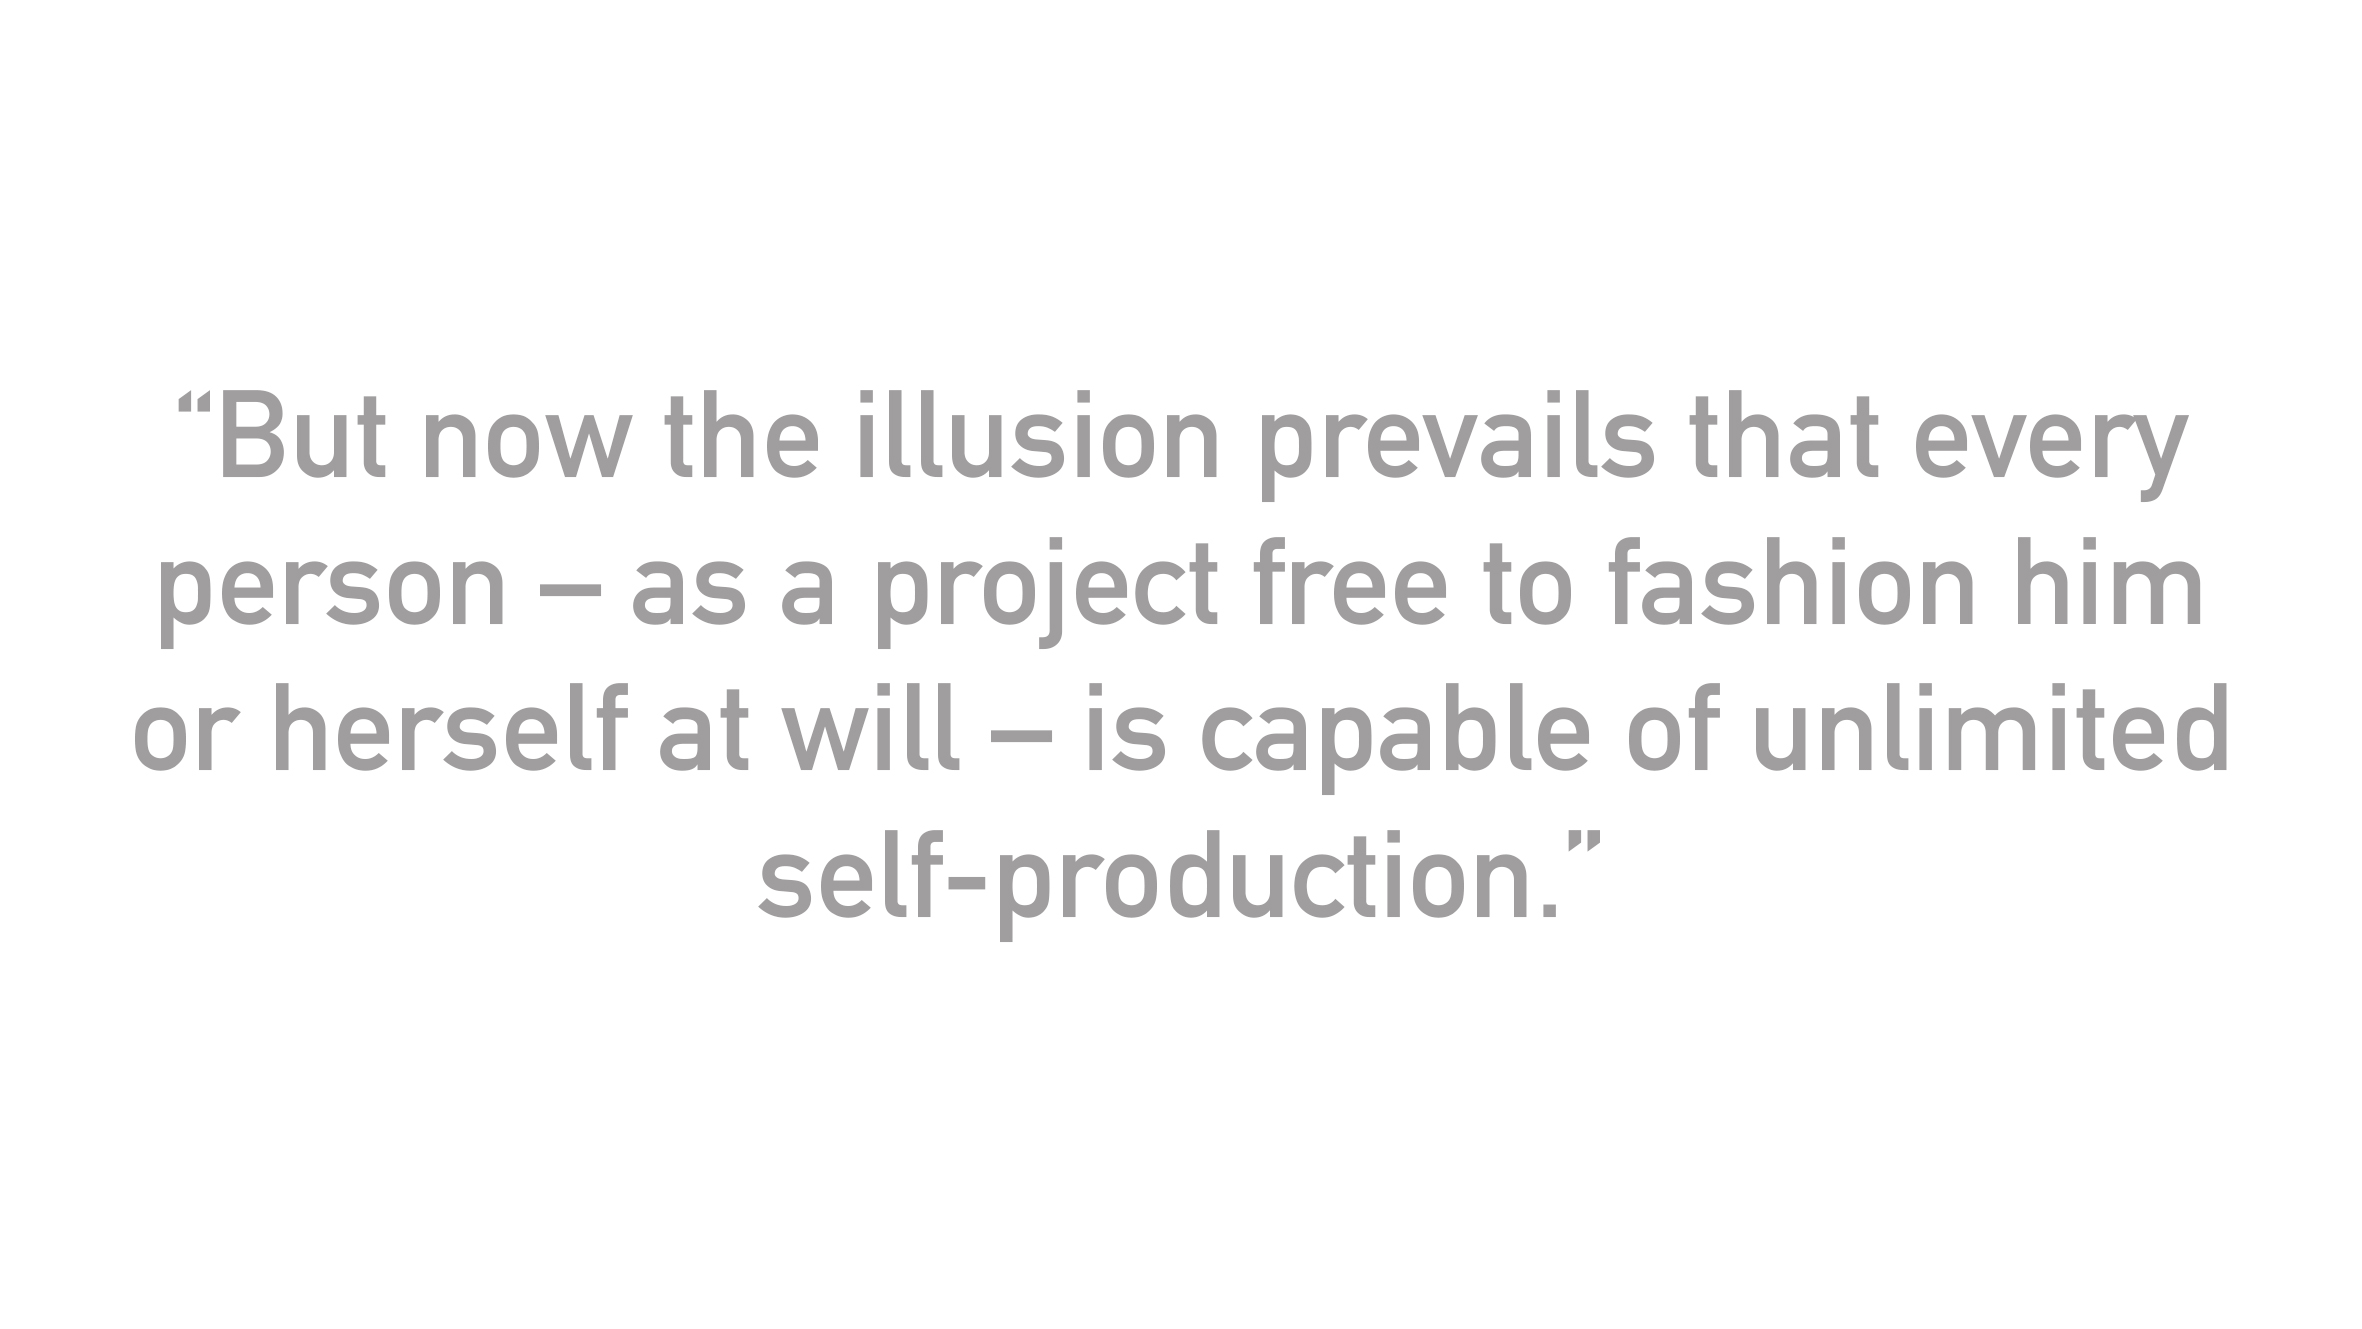 “But now the illusion prevails that every
person – as a project free to fashion him
or herself at will – is capable of unlimited
self-production.”